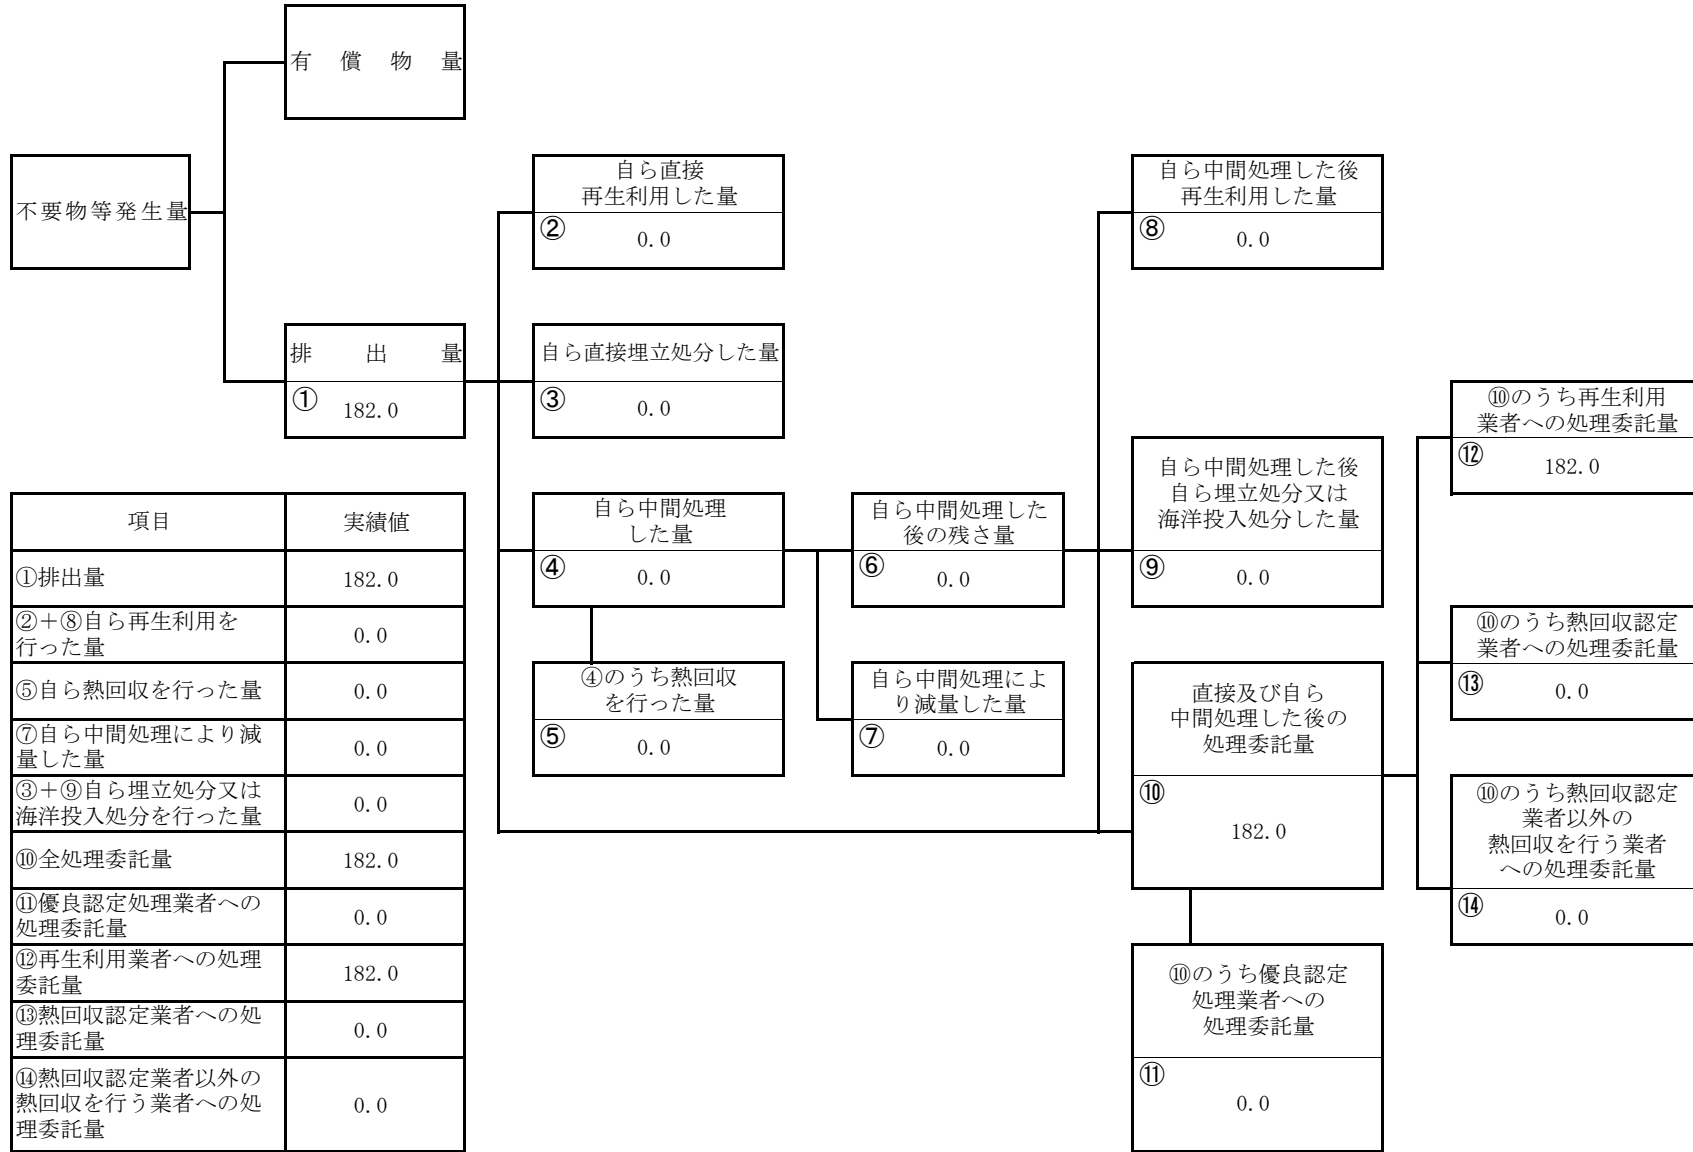 有償物量
不要物等発生量
排出量
①
182.0
自ら直接
再生利用した量
②
0.0
自ら直接埋立処分した量
③
0.0
自ら中間処理
した量
④
0.0
④のうち熱回収
を行った量
⑤
0.0
自ら中間処理した
後の残さ量
⑥
0.0
自ら中間処理によ
り減量した量
⑦
0.0
自ら中間処理した後
再生利用した量
⑧
0.0
自ら中間処理した後
自ら埋立処分又は
海洋投入処分した量
⑨
0.0
直接及び自ら
中間処理した後の
処理委託量
⑩
182.0
⑩のうち優良認定
処理業者への
処理委託量
⑪
0.0
⑩のうち再生利用
業者への処理委託量
⑫
182.0
⑩のうち熱回収認定
業者への処理委託量
⑬
0.0
⑩のうち熱回収認定
業者以外の
熱回収を行う業者
への処理委託量
⑭
0.0
項目 実績値
①排出量 182.0
②+⑧自ら再生利用を
行った量 0.0
⑤自ら熱回収を行った量 0.0
⑦自ら中間処理により減
量した量 0.0
③+⑨自ら埋立処分又は
海洋投入処分を行った量 0.0
⑩全処理委託量 182.0
⑪優良認定処理業者への
処理委託量 0.0
⑫再生利用業者への処理
委託量 182.0
⑬熱回収認定業者への処
理委託量 0.0
⑭熱回収認定業者以外の
熱回収を行う業者への処 0.0
理委託量